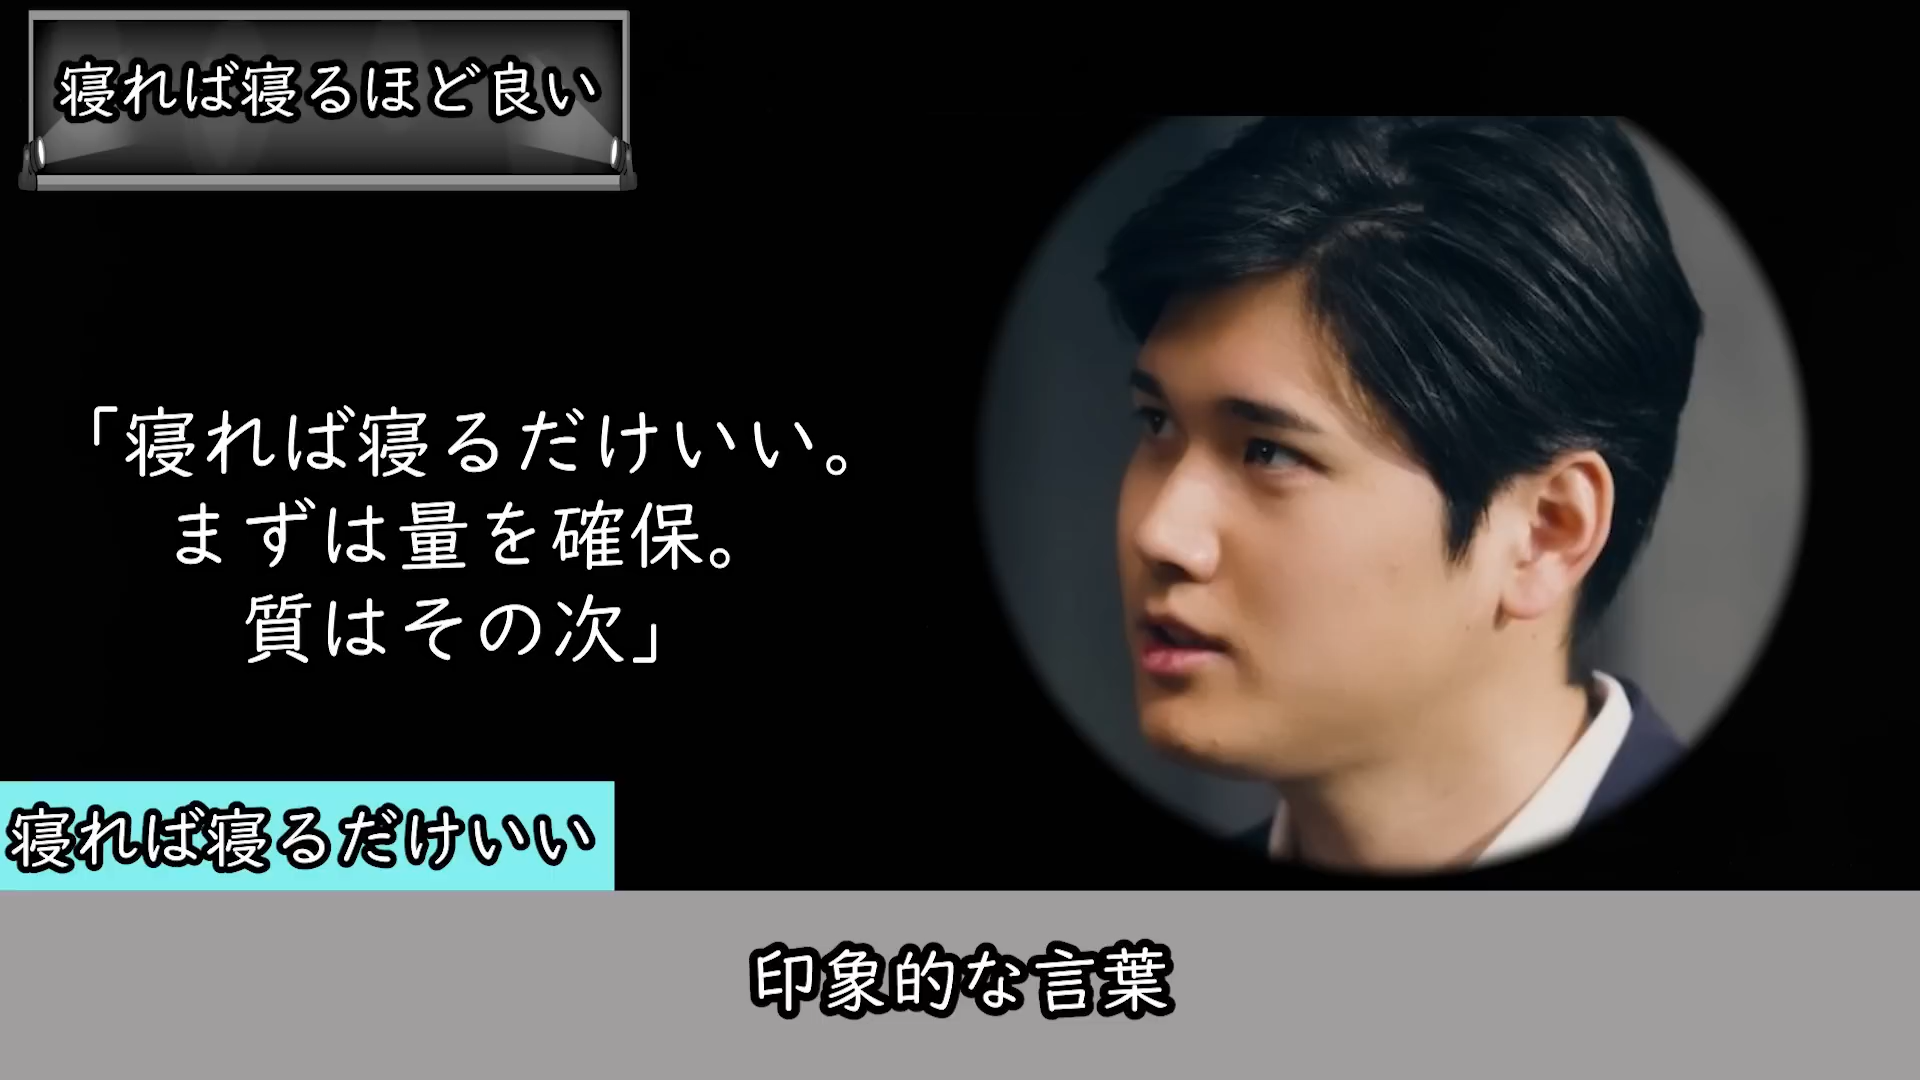 寝れば寝るほど良い
「寝れば寝るだけいい。
まずは量を確保。
質はその次」
寝れば寝るだけいい
印象的な言葉